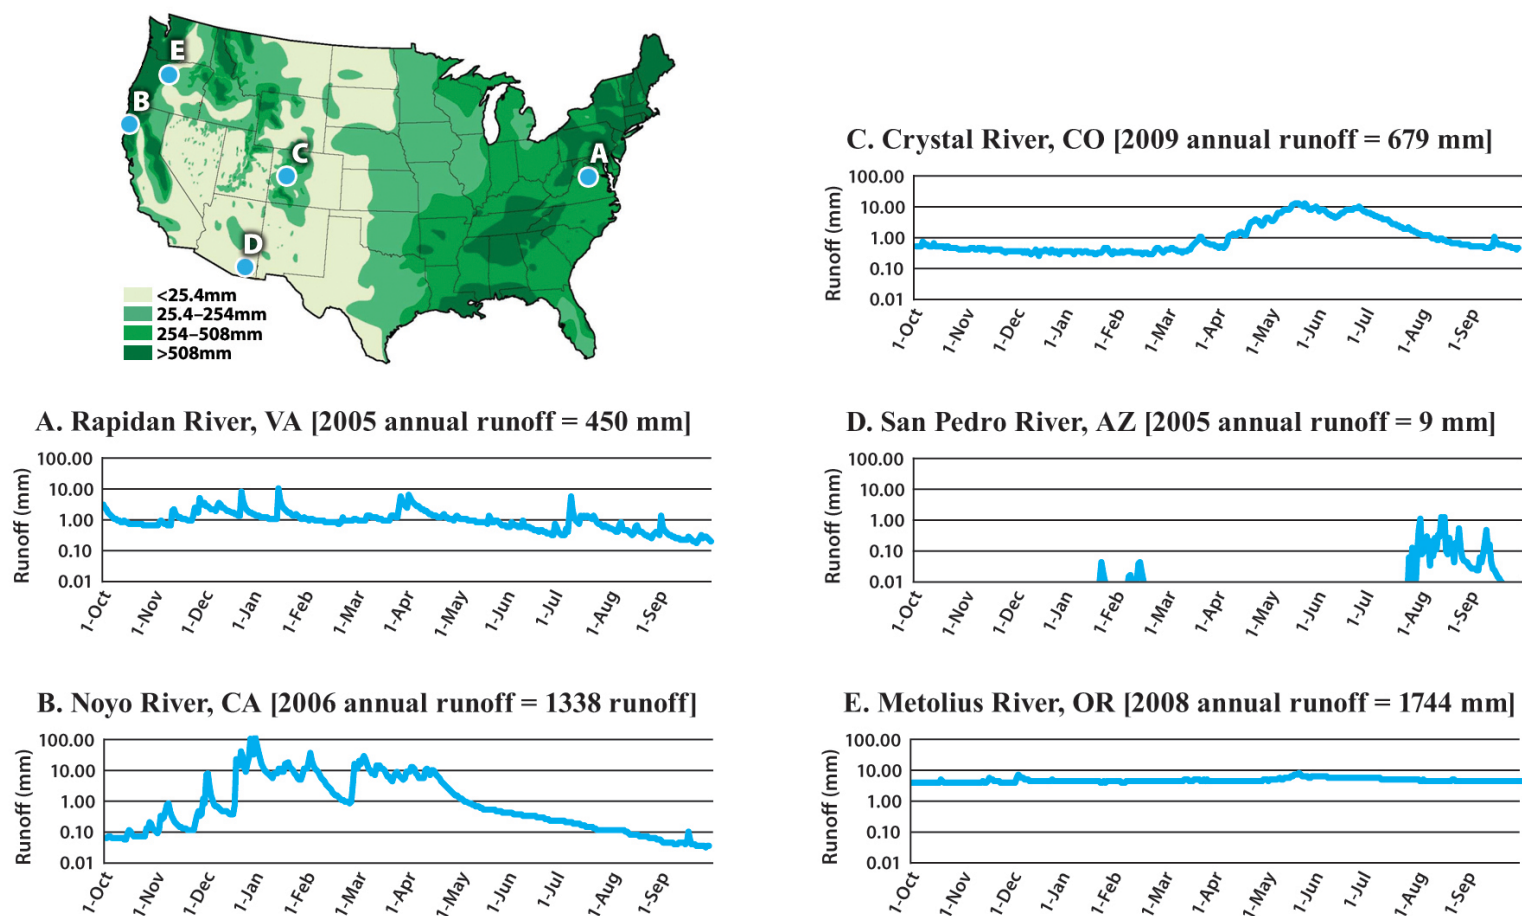 E
B
C
A
D
<25.4mm
25.4–254mm
254–508mm
>508mm
C. Crystal River, CO [2009 annual runoff = 679 mm]
Runoff (mm)
100.00
10.00
1.00
0.10
0.01
1-Oct 1-Nov 1-Dec 1-Jan 1-Feb 1-Mar 1-Apr 1-May 1-Jun 1-Jul 1-Aug 1-Sep
A. Rapidan River, VA [2005 annual runoff = 450 mm]
Runoff (mm)
100.00
10.00
1.00
0.10
0.01
1-Oct 1-Nov 1-Dec 1-Jan 1-Feb 1-Mar 1-Apr 1-May 1-Jun 1-Jul 1-Aug 1-Sep
D. San Pedro River, AZ [2005 annual runoff = 9 mm]
Runoff (mm)
100.00
10.00
1.00
0.10
0.01
1-Oct 1-Nov 1-Dec 1-Jan 1-Feb 1-Mar 1-Apr 1-May 1-Jun 1-Jul 1-Aug 1-Sep
B. Noyo River, CA [2006 annual runoff = 1338 runoff]
Runoff (mm)
100.00
10.00
1.00
0.10
0.01
1-Oct 1-Nov 1-Dec 1-Jan 1-Feb 1-Mar 1-Apr 1-May 1-Jun 1-Jul 1-Aug 1-Sep
E. Metolius River, OR [2008 annual runoff = 1744 mm]
Runoff (mm)
100.00
10.00
1.00
0.10
0.01
1-Oct 1-Nov 1-Dec 1-Jan 1-Feb 1-Mar 1-Apr 1-May 1-Jun 1-Jul 1-Aug 1-Sep